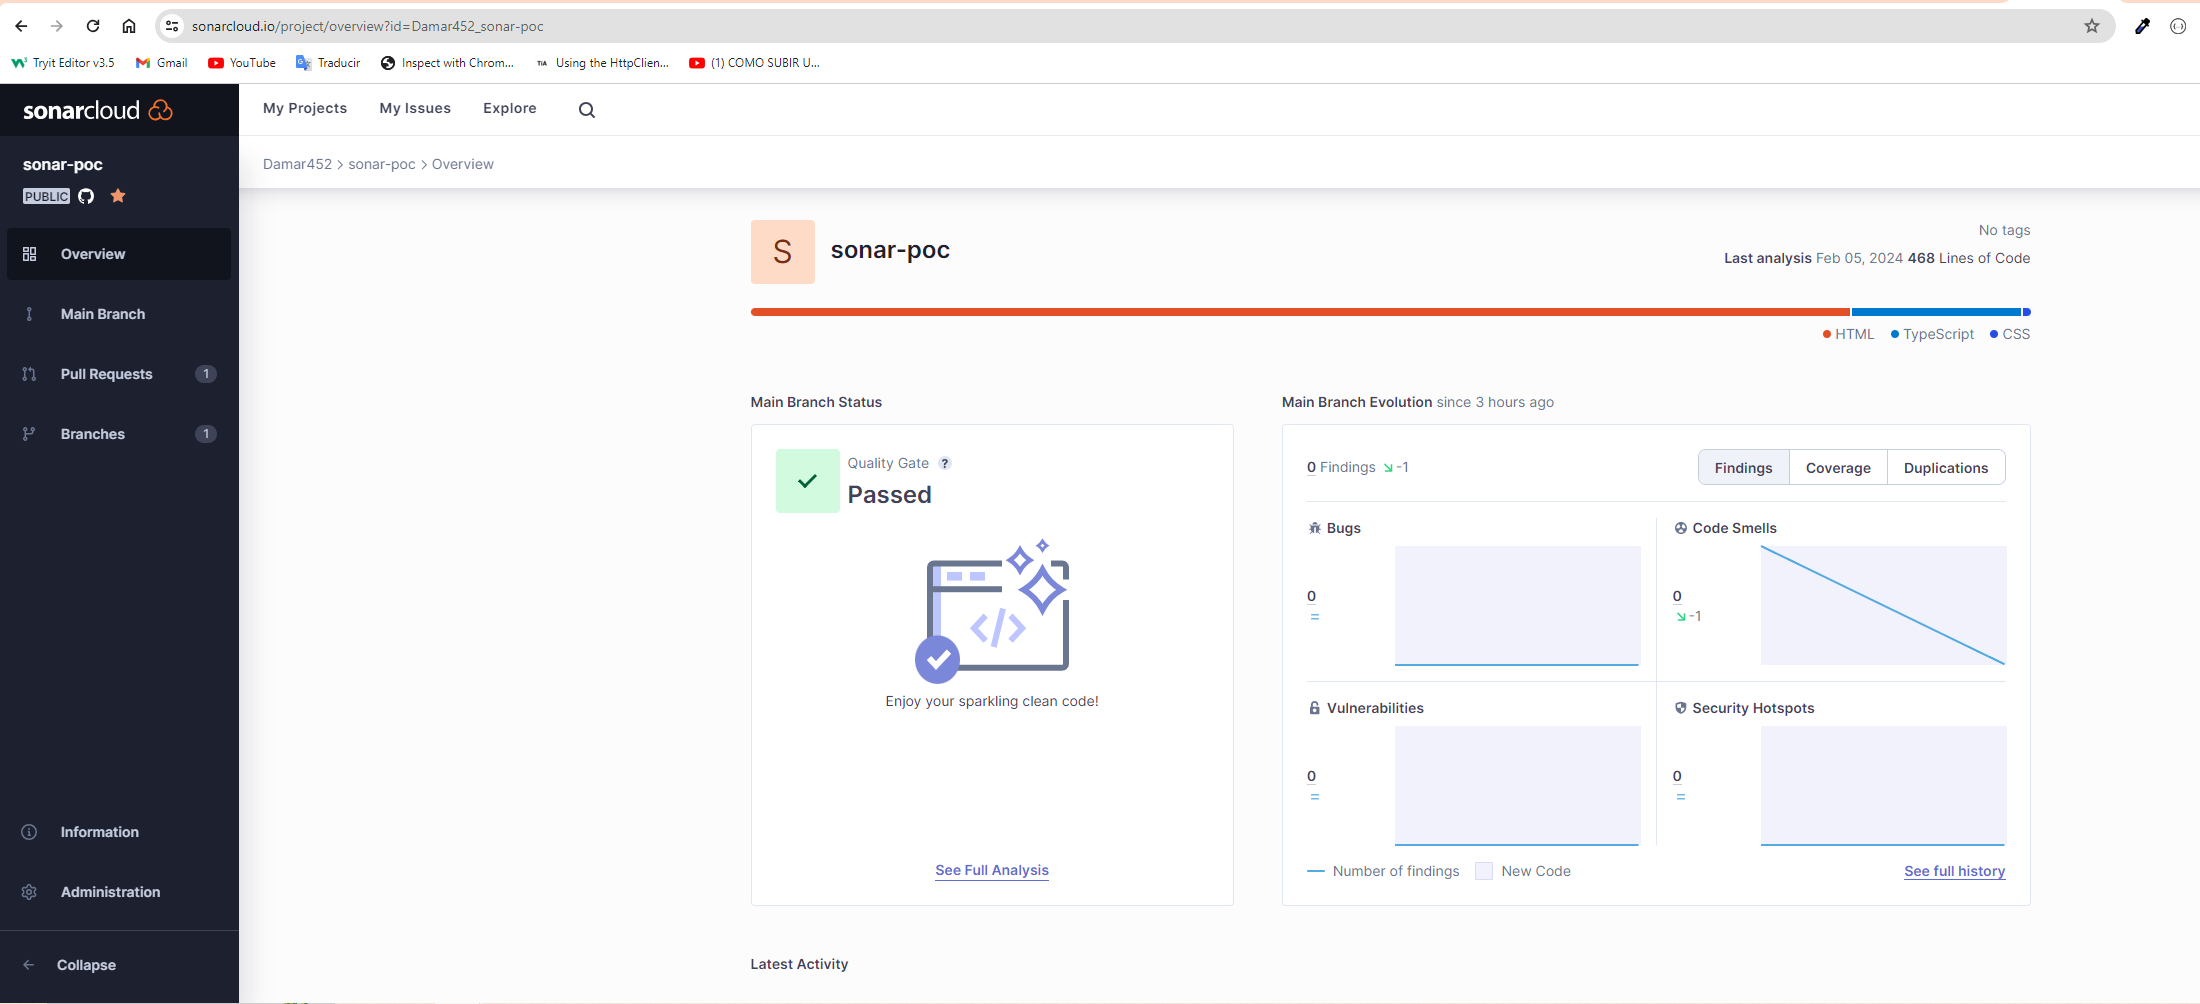 sonarcloud.io/project/overview?id=Damar452_sonar-poc
Tryit Editor v3.5 Gmail YouTube Traducir Inspect with Chrom... TiA Using the HttpClien... (1) COMO SUBIR U...
sonarcloud
My Projects My Issues Explore
sonar-poc
PUBLIC
Damar452 > sonar-poc > Overview
Overview
Main Branch
Pull Requests 1
Branches 1
Information
Administration
Collapse
S
sonar-poc
No tags
Last analysis Feb 05, 2024 468 Lines of Code
HTML TypeScript CSS
Main Branch Status
Quality Gate ?
Passed
</>
Enjoy your sparkling clean code!
See Full Analysis
Main Branch Evolution since 3 hours ago
0 Findings -1
Findings Coverage Duplications
Bugs
0
=
Code Smells
0
-1
Vulnerabilities
0
=
Security Hotspots
0
=
Number of findings New Code
See full history
Latest Activity